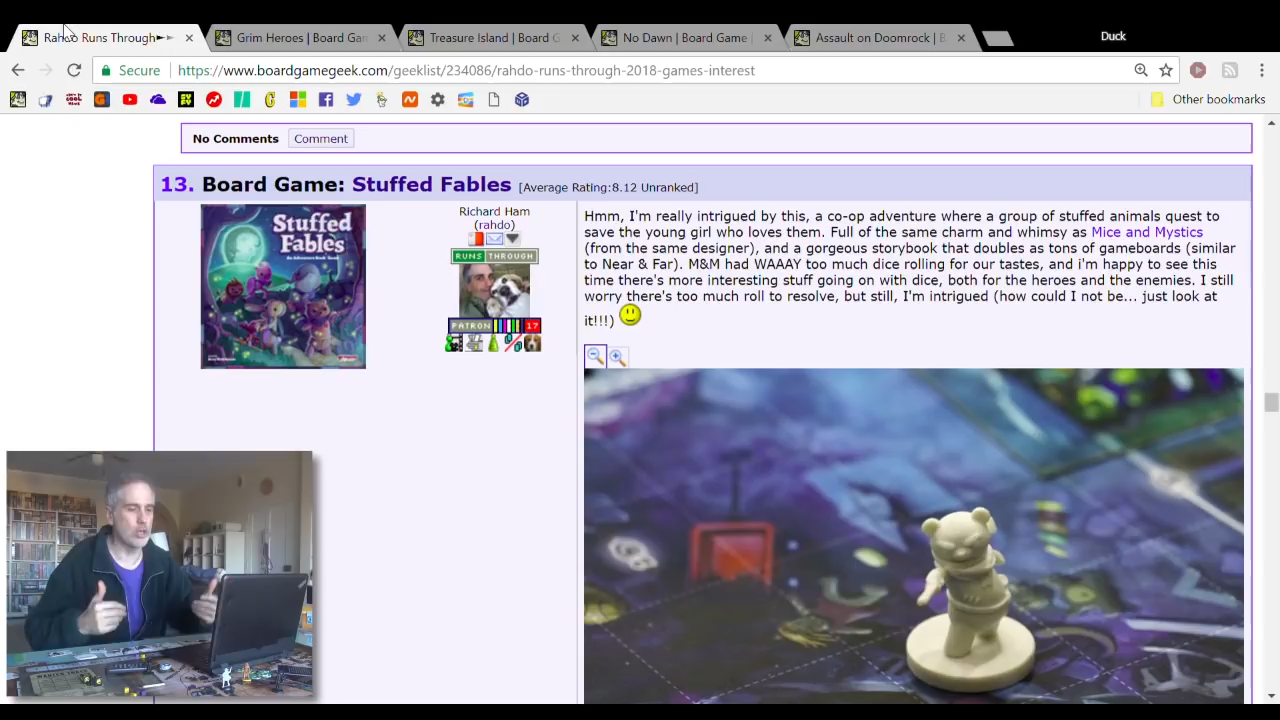 Rahdo Runs Through
Grim Heroes | Board Gam
Treasure Island | Board G
No Dawn | Board Game |
Assault on Doomrock | B
Duck
Secure
https://www.boardgamegeek.com/geeklist/234086/rahdo-runs-through-2018-games-interest
Other bookmarks
No Comments Comment
13. Board Game: Stuffed Fables [Average Rating:8.12 Unranked]
Stuffed
Fables
Richard Ham
(rahdo)
RUNS THROUGH
PATRON 17
Hmm, I'm really intrigued by this, a co-op adventure where a group of stuffed animals quest to
save the young girl who loves them. Full of the same charm and whimsy as Mice and Mystics
(from the same designer), and a gorgeous storybook that doubles as tons of gameboards (similar
to Near & Far). M&M had WAAAY too much dice rolling for our tastes, and i'm happy to see this
time there's more interesting stuff going on with dice, both for the heroes and the enemies. I still
worry there's too much roll to resolve, but still, I'm intrigued (how could I not be... just look at
it!!!)